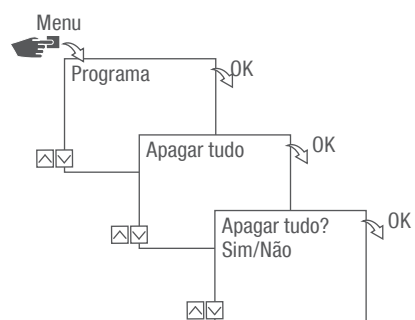 Menu
Programa
OK
Apagar tudo
OK
Apagar tudo?
Sim/Não
OK